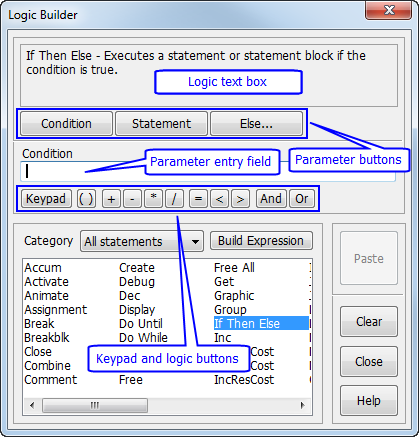 Logic Builder
If Then Else - Executes a statement or statement block if the
condition is true.
Logic text box
Condition Statement Else...
Condition
Parameter entry field Parameter buttons
Keypad ( ) + - * / = < > And Or
Category All statements Build Expression Paste
Accum Create Free All
Activate Debug Get
Animate Dec Graphic
Assignment Display Group
Break Do Until If Then Else
Breakblk Do While Inc
Close Cost
Combine Cost
Comment Free IncResCost
Keypad and logic buttons
Clear
Close
Help